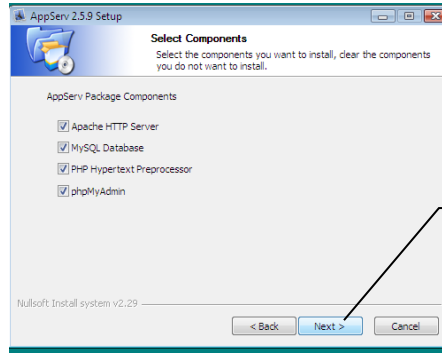 AppServ 2.5.9 Setup
Select Components
Select the components you want to install, clear the components
you do not want to install.
AppServ Package Components
Apache HTTP Server
MySQL Database
PHP Hypertext Preprocessor
phpMyAdmin
Nullsoft Install system v2.29
< Back
Next >
Cancel